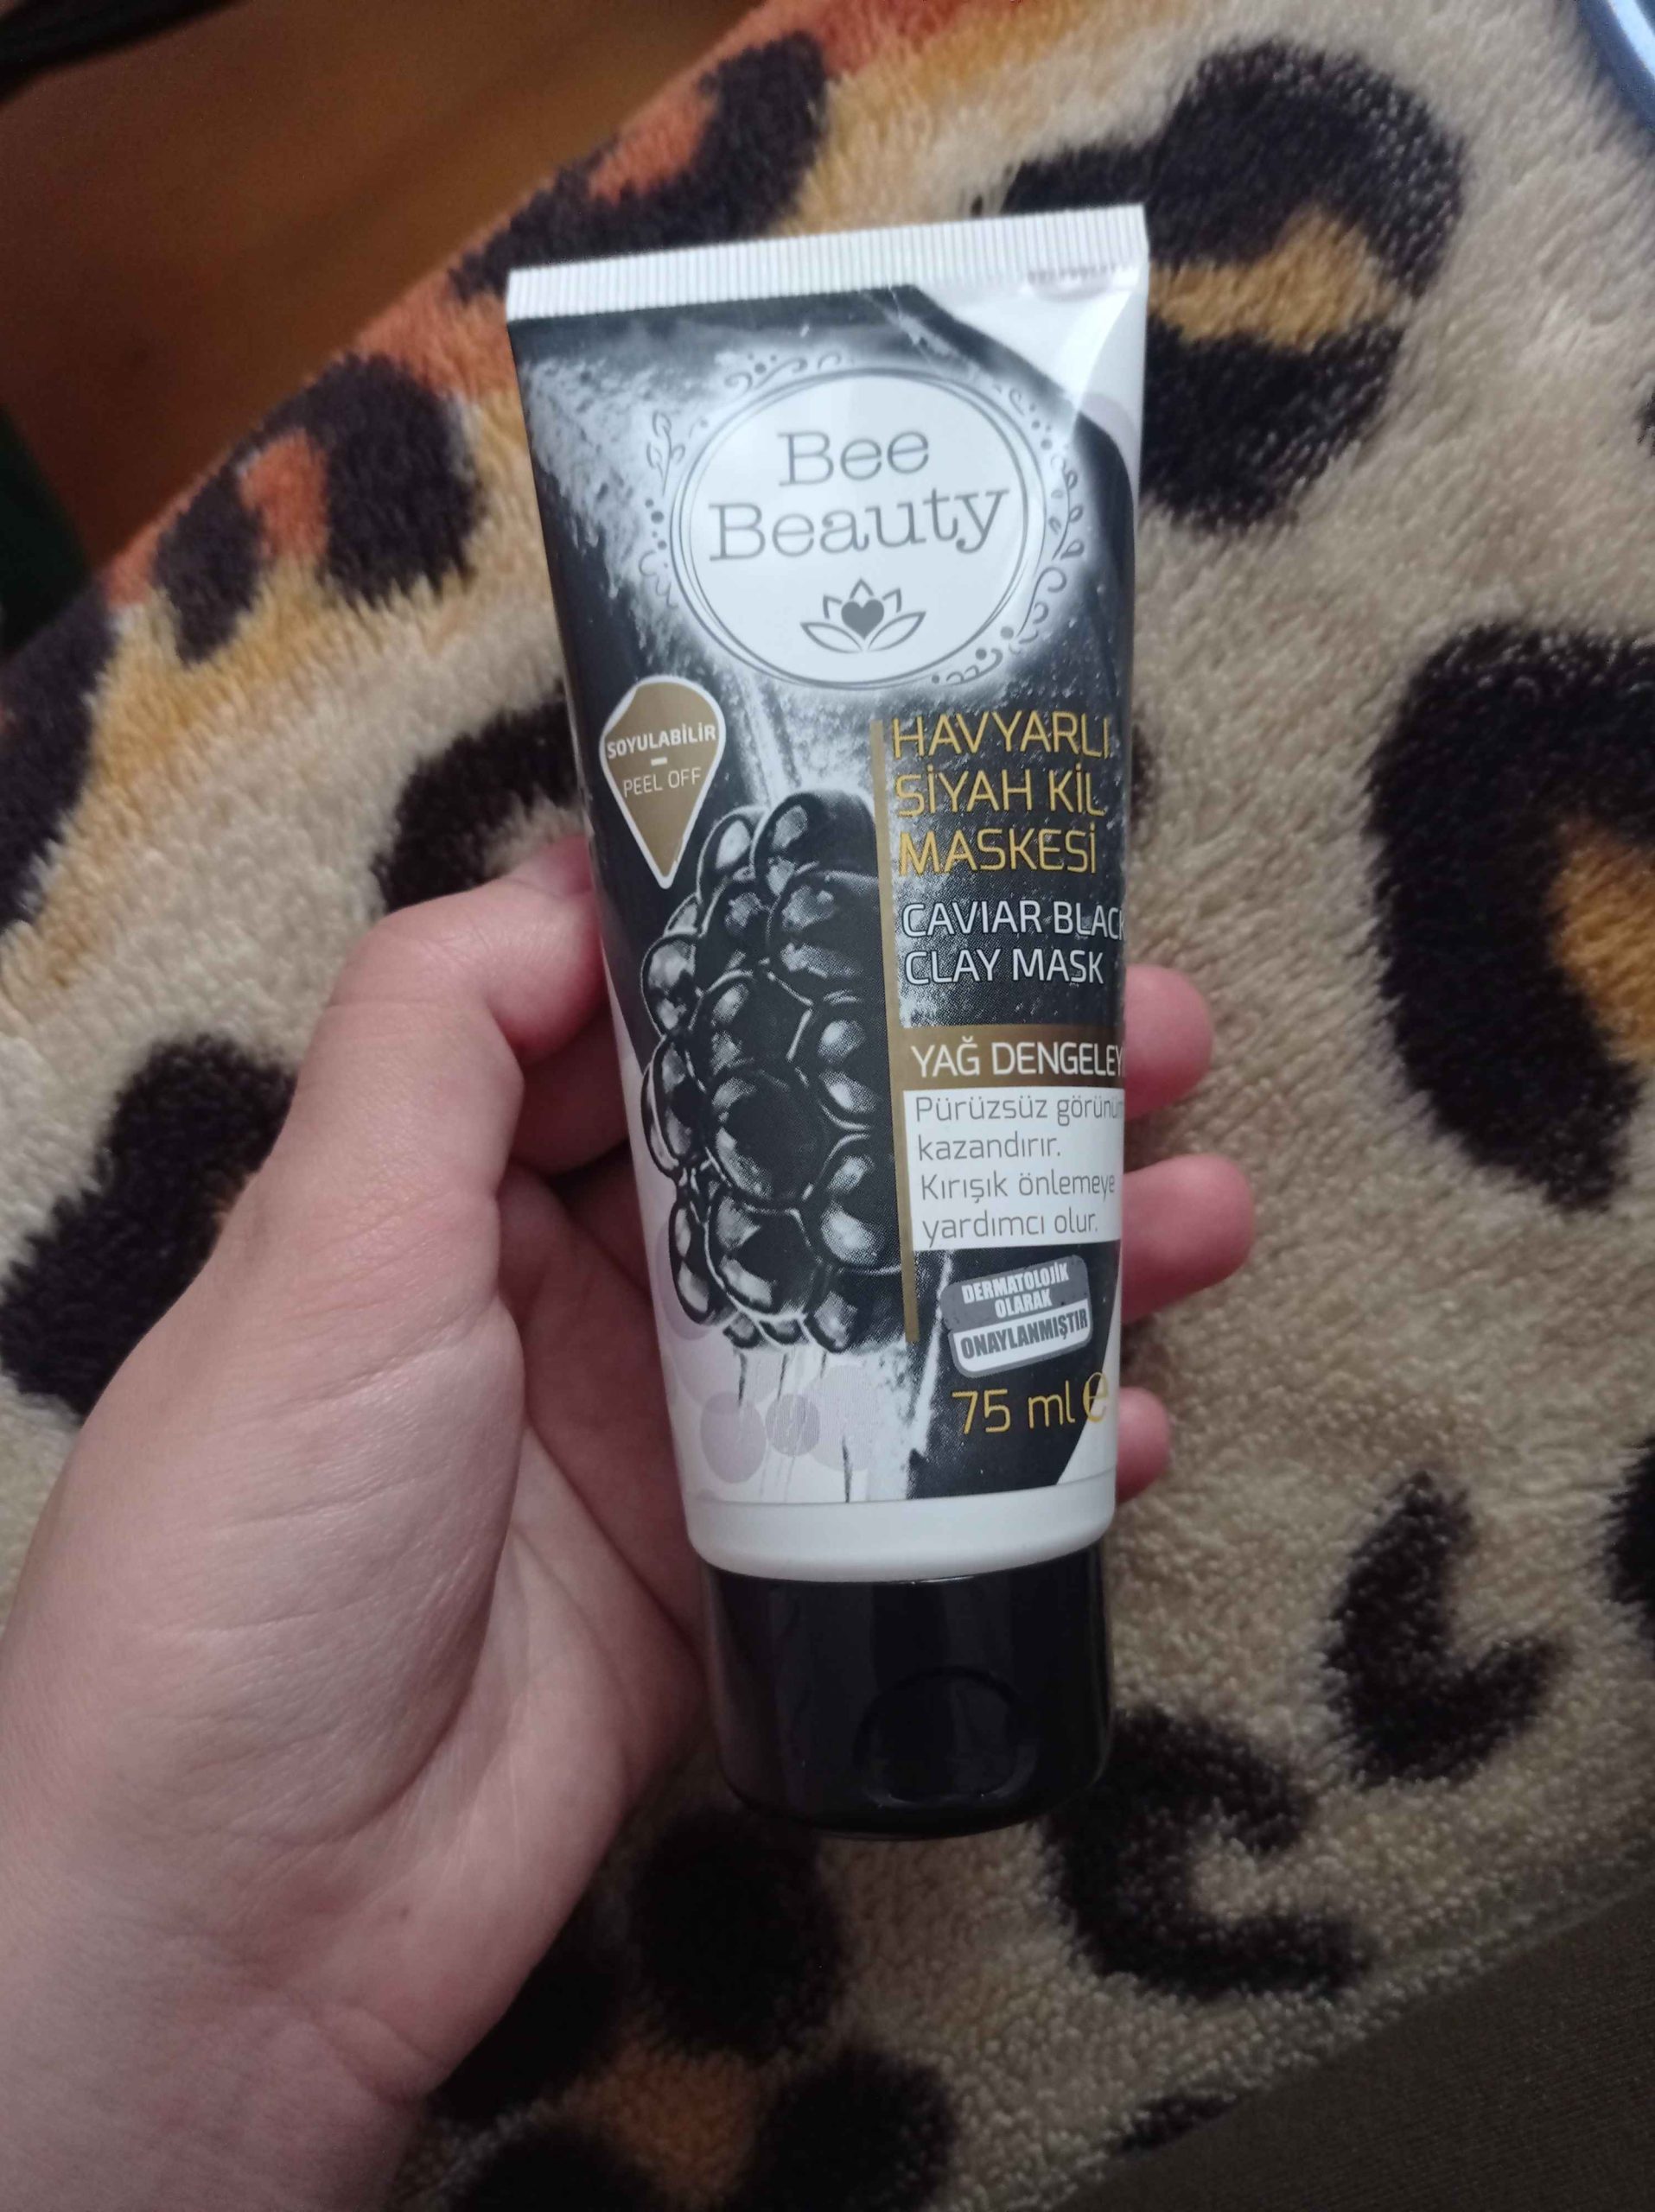 Bee
Beauty
SOYULABİLİR
PEEL OFF
HAVYARLI
SİYAH KİL
MASKESİ
CAVIAR BLACK
CLAY MASK
YAĞ
Pürüzsüz görünüm
kazandırır.
Kırışık önlemeye
yardımcı olur.
DERMATOLOJİK
OLARAK
ONAYLANMIŞTIR
75 ml e